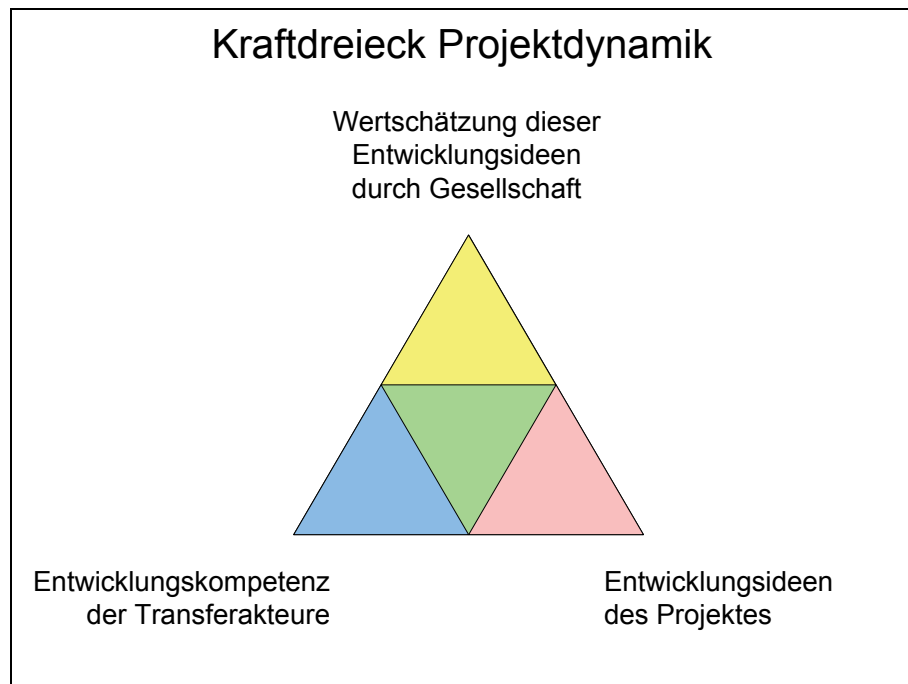 Kraftdreieck Projektdynamik
Wertschätzung dieser
Entwicklungsideen
durch Gesellschaft
Entwicklungskompetenz
der Transferakteure
Entwicklungsideen
des Projektes